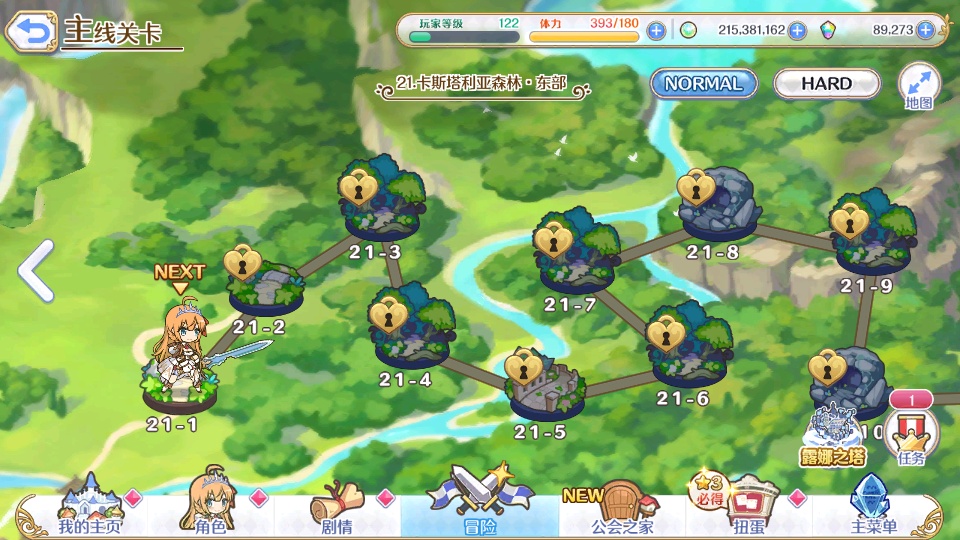 主线关卡
玩家等级 122 体力 393/180 215,381,162 89,273
21.卡斯塔利亚森林·东部
NORMAL
HARD
地图
NEXT
21-1
21-2
21-3
21-4
21-5
21-6
21-7
21-8
21-9
10
露娜之塔
1
任务
我的主页
角色
剧情
冒险
NEW
公会之家
★3
必得
扭蛋
主菜单